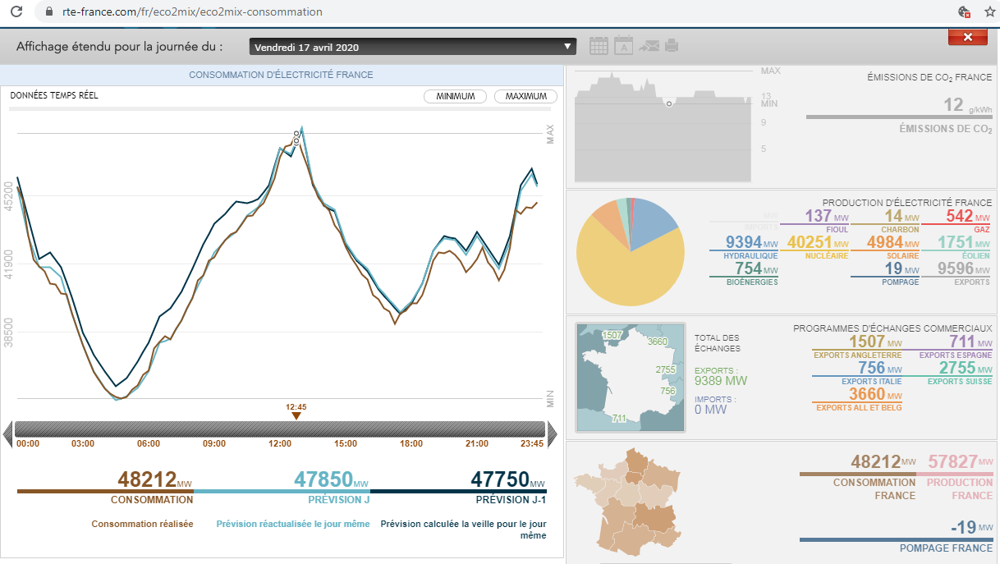 rte-france.com/fr/eco2mix/eco2mix-consommation
Affichage étendu pour la journée du :
Vendredi 17 avril 2020
A
CONSOMMATION D'ÉLECTRICITÉ FRANCE
DONNÉES TEMPS RÉEL
MINIMUM
MAXIMUM
MAX
45200
41900
38500
MIN
12:45
00:00
03:00
06:00
09:00
12:00
15:00
18:00
21:00
23:45
48212 MW
CONSOMMATION
47850 MW
PRÉVISION J
47750 MW
PRÉVISION J-1
Consommation réalisée
Prévision réactualisée le jour même
Prévision calculée la veille pour le jour
même
ÉMISSIONS DE CO2 FRANCE
MAX
13
MIN
9
5
12 g/kWh
ÉMISSIONS DE CO2
PRODUCTION D'ÉLECTRICITÉ FRANCE
MW
IMPORTS
137 MW
FIOUL
14 MW
CHARBON
542 MW
GAZ
9394 MW
HYDRAULIQUE
40251 MW
NUCLÉAIRE
4984 MW
SOLAIRE
1751 MW
ÉOLIEN
754 MW
BIOÉNERGIES
19 MW
POMPAGE
9596 MW
EXPORTS
PROGRAMMES D'ÉCHANGES COMMERCIAUX
1507
3660
2755
756
711
TOTAL DES
ÉCHANGES
EXPORTS :
9389 MW
IMPORTS :
0 MW
1507 MW
EXPORTS ANGLETERRE
711 MW
EXPORTS ESPAGNE
756 MW
EXPORTS ITALIE
2755 MW
EXPORTS SUISSE
3660 MW
EXPORTS ALL ET BELG
48212 MW
CONSOMMATION
FRANCE
57827 MW
PRODUCTION
FRANCE
-19 MW
POMPAGE FRANCE